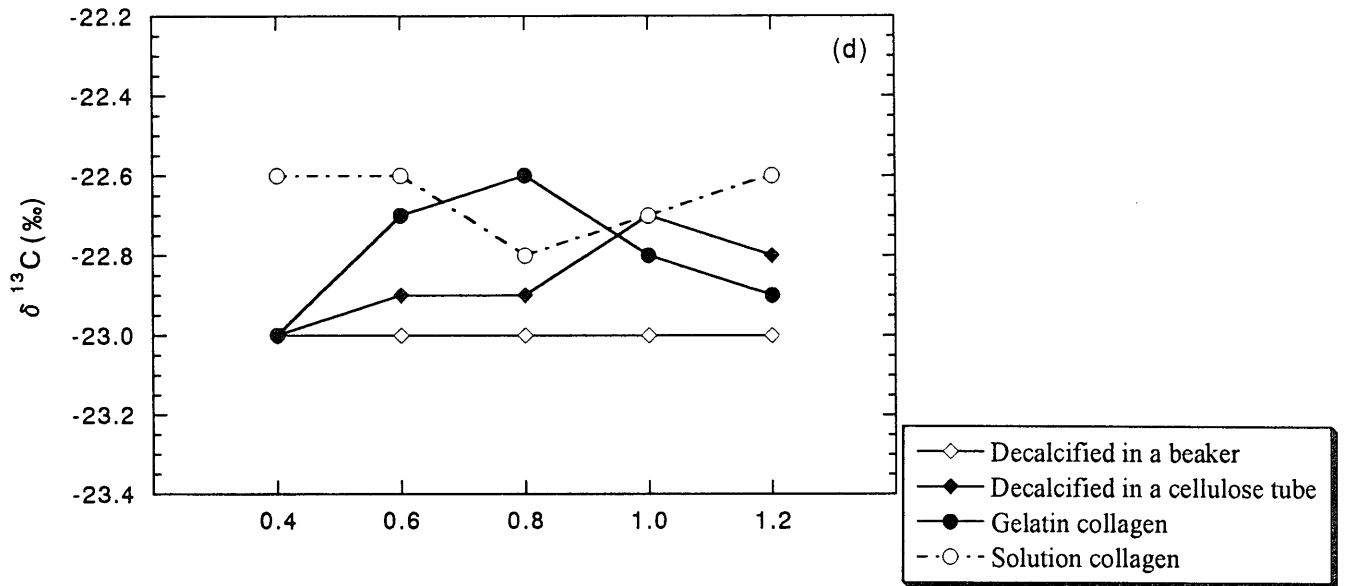 (d)
δ ¹³C (‰)
-22.2
-22.4
-22.6
-22.8
-23.0
-23.2
-23.4
0.4 0.6 0.8 1.0 1.2
Decalcified in a beaker
Decalcified in a cellulose tube
Gelatin collagen
Solution collagen